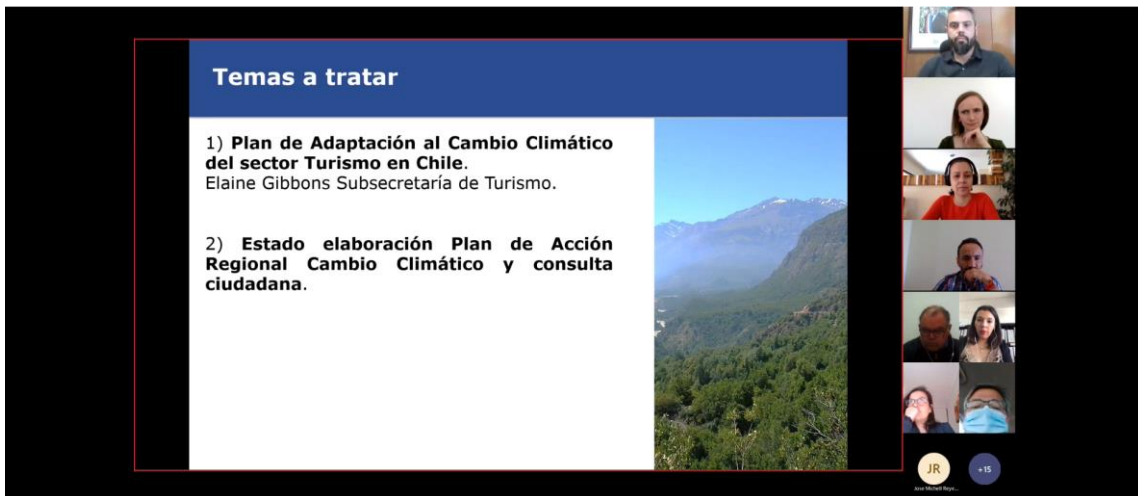 Temas a tratar
1) Plan de Adaptación al Cambio Climático
del sector Turismo en Chile.
Elaine Gibbons Subsecretaría de Turismo.
2) Estado elaboración Plan de Acción
Regional Cambio Climático y consulta
ciudadana.
JR
+15